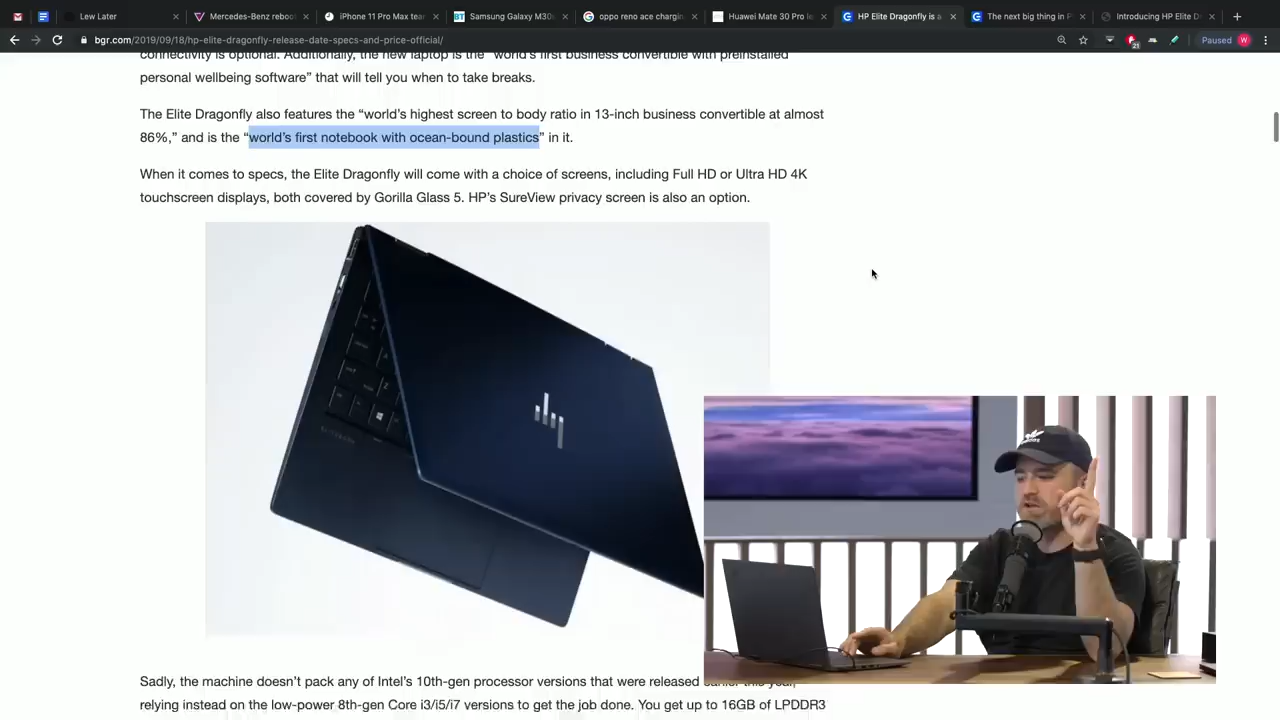 Lew Later
Mercedes-Benz reboo
iPhone 11 Pro Max tea
Samsung Galaxy M30s
oppo reno ace chargin
Huawei Mate 30 Pro le
HP Elite Dragonfly is a
The next big thing in P
Introducing HP Elite D
bgr.com/2019/09/18/hp-elite-dragonfly-release-date-specs-and-price-official/
21
Paused
W
connectivity is optional. Additionally, the new laptop is the “world’s first business convertible with preinstalled
personal wellbeing software” that will tell you when to take breaks.
The Elite Dragonfly also features the “world’s highest screen to body ratio in 13-inch business convertible at almost
86%,” and is the “world’s first notebook with ocean-bound plastics” in it.
When it comes to specs, the Elite Dragonfly will come with a choice of screens, including Full HD or Ultra HD 4K
touchscreen displays, both covered by Gorilla Glass 5. HP’s SureView privacy screen is also an option.
hp
Sadly, the machine doesn’t pack any of Intel’s 10th-gen processor versions that were released earlier this year,
relying instead on the low-power 8th-gen Core i3/i5/i7 versions to get the job done. You get up to 16GB of LPDDR3